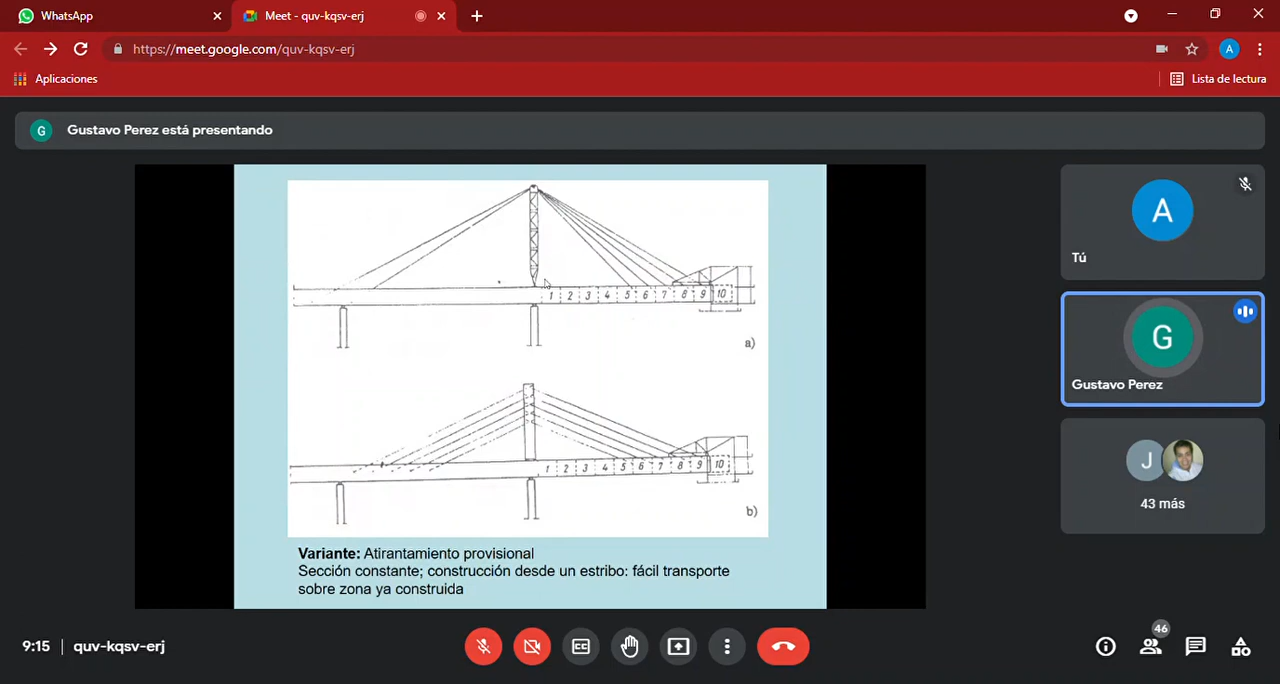 WhatsApp
Meet - quv-kqsv-erj
https://meet.google.com/quv-kqsv-erj
A
Aplicaciones
Lista de lectura
G
Gustavo Perez está presentando
1 2 3 4 5 6 7 8 9 10
a)
1 2 3 4 5 6 7 8 9 10
b)
Variante: Atirantamiento provisional
Sección constante; construcción desde un estribo: fácil transporte
sobre zona ya construida
A
Tú
G
Gustavo Perez
J
43 más
9:15 | quv-kqsv-erj
CC
46